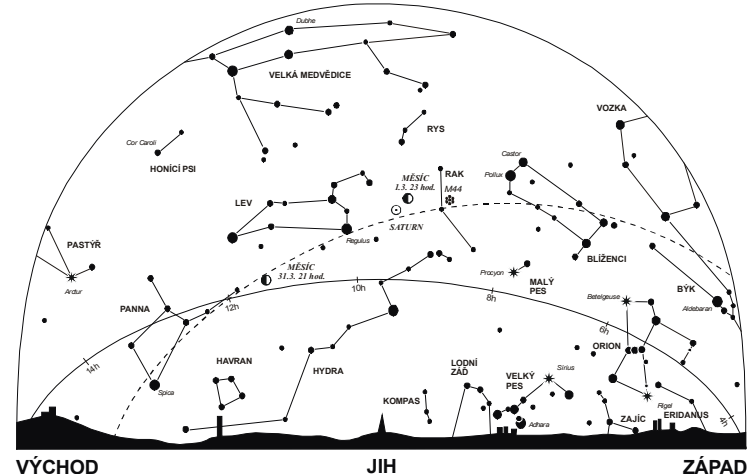 Dubhe
VELKÁ MEDVĚDICE
VOZKA
RYS
Cor Caroli
HONÍCÍ PSI
Castor
Pollux
RAK
M44
MĚSÍC
1.3. 23 hod.
LEV
SATURN
Regulus
PASTÝŘ
Arctur
MĚSÍC
31.3. 21 hod.
BLÍŽENCI
Procyon
MALÝ
PES
BÝK
Aldebaran
Betelgeuse
PANNA
12h
10h
8h
6h
14h
4h
HAVRAN
HYDRA
LODNÍ
ZÁĎ
VELKÝ
PES
Sirius
ORION
Spica
KOMPAS
Adhara
Rigel
ZAJÍC
ERIDANUS
VÝCHOD
JIH
ZÁPAD